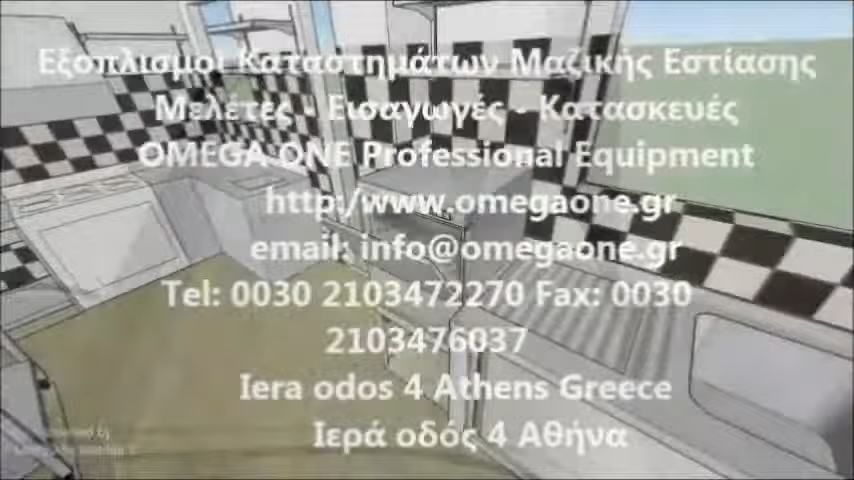 Εξοπλισμοι Καταστημάτων Μαζικής Εστίασης
Μελέτες - Εισαγωγές - Κατασκευές
OMEGA ONE Professional Equipment
http:/www.omegaone.gr
email: info@omegaone.gr
Tel: 0030 2103472270 Fax: 0030
2103476037
Iera odos 4 Athens Greece
Ιερά οδός 4 Αθήνα